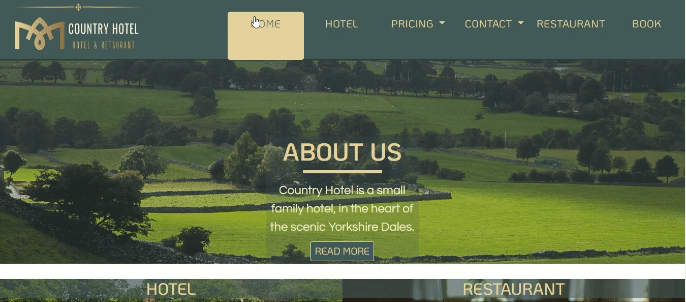 COUNTRY HOTEL
HOTEL & RESTAURANT
HOME
HOTEL
PRICING
CONTACT
RESTAURANT
BOOK
ABOUT US
Country Hotel is a small
family hotel, in the heart of
the scenic Yorkshire Dales.
READ MORE
HOTEL
RESTAURANT